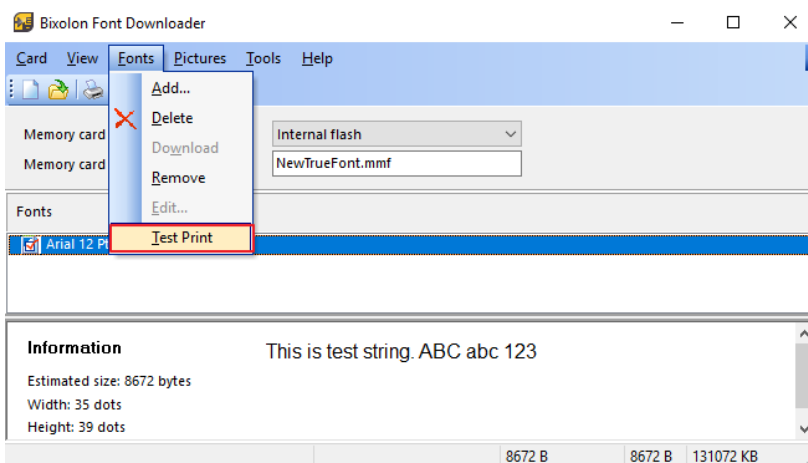 Bixolon Font Downloader
Card View Fonts Pictures Tools Help
Add...
Delete
Download
Remove
Edit...
Test Print
Memory card
Internal flash
Memory card
NewTrueFont.mmf
Fonts
Arial 12 Pt
Information
This is test string. ABC abc 123
Estimated size: 8672 bytes
Width: 35 dots
Height: 39 dots
8672 B 8672 B 131072 KB